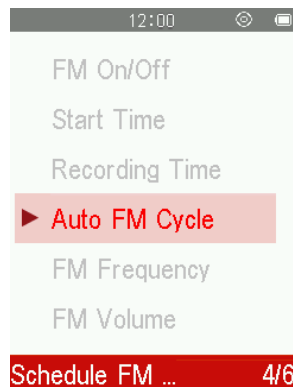 12:00
FM On/Off
Start Time
Recording Time
Auto FM Cycle
FM Frequency
FM Volume
Schedule FM ... 4/6